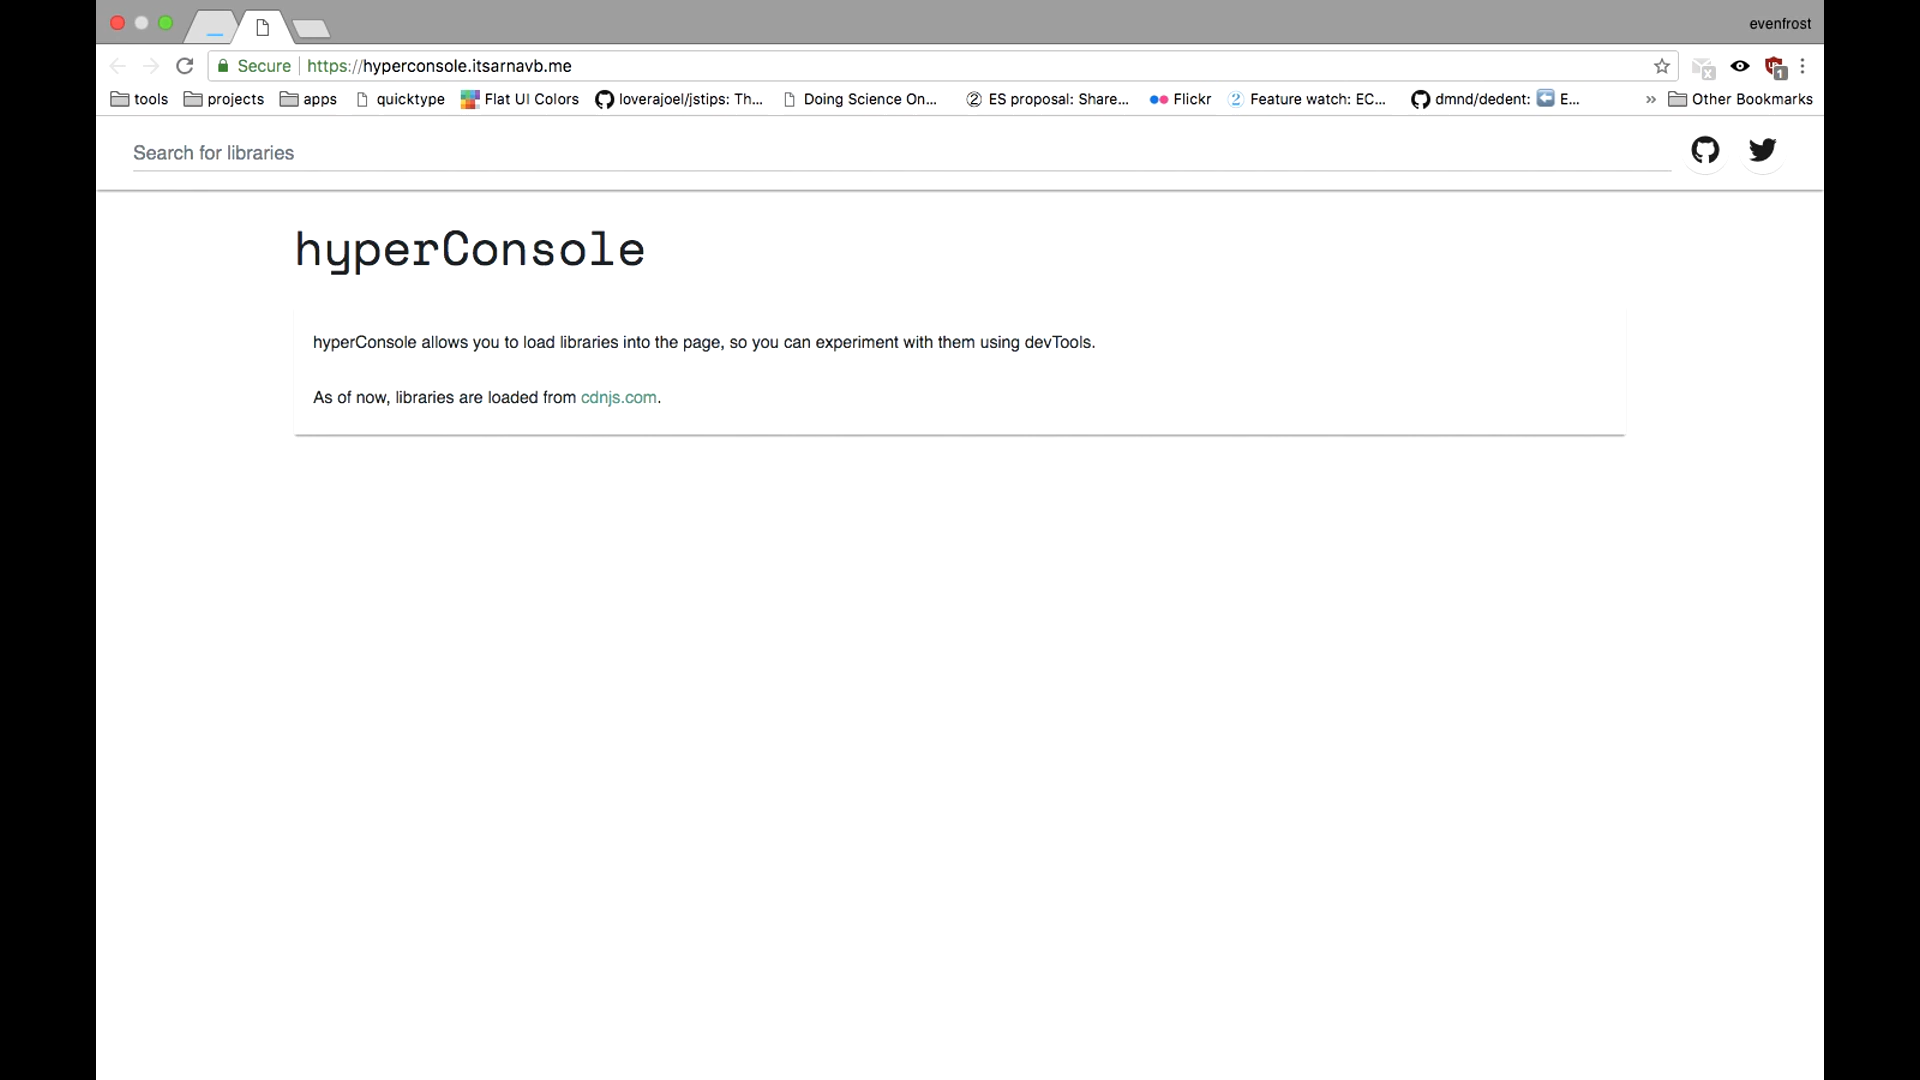 evenfrost
Secure https://hyperconsole.itsarnavb.me
tools projects apps quicktype Flat UI Colors loverajoel/jstips: Th... Doing Science On... ② ES proposal: Share... Flickr 2 Feature watch: EC... dmnd/dedent: E... » Other Bookmarks
Search for libraries
hyperConsole
hyperConsole allows you to load libraries into the page, so you can experiment with them using devTools.
As of now, libraries are loaded from cdnjs.com.